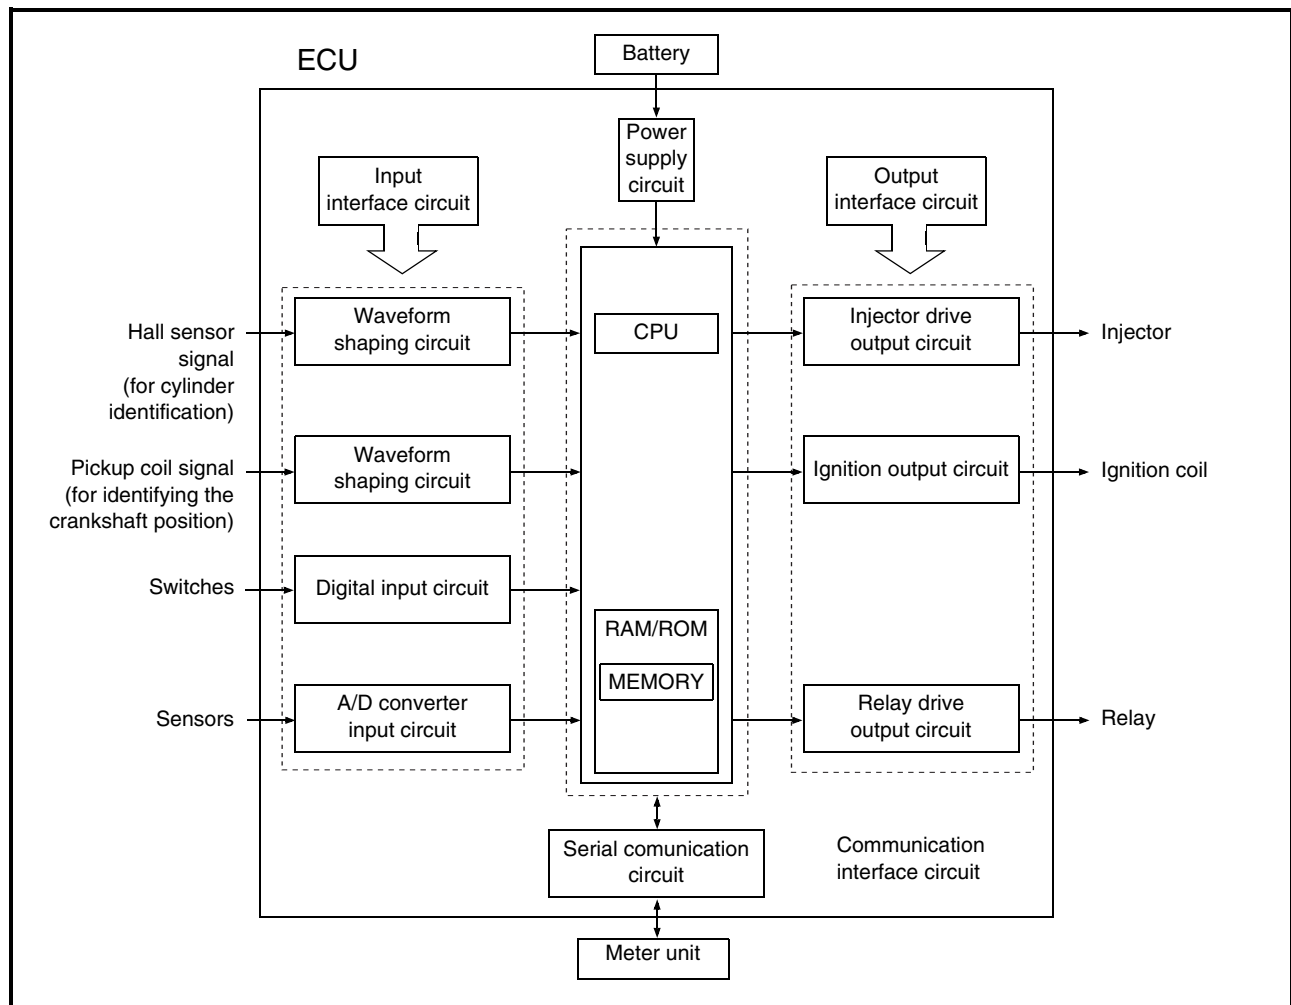 ECU
Battery
Power
supply
circuit
Input
interface circuit
Output
interface circuit
Hall sensor
signal
(for cylinder
identification)
Waveform
shaping circuit
CPU
Injector drive
output circuit
Injector
Pickup coil signal
(for identifying the
crankshaft position)
Waveform
shaping circuit
Ignition output circuit
Ignition coil
Switches
Digital input circuit
RAM/ROM
MEMORY
Sensors
A/D converter
input circuit
Relay drive
output circuit
Relay
Serial comunication
circuit
Communication
interface circuit
Meter unit